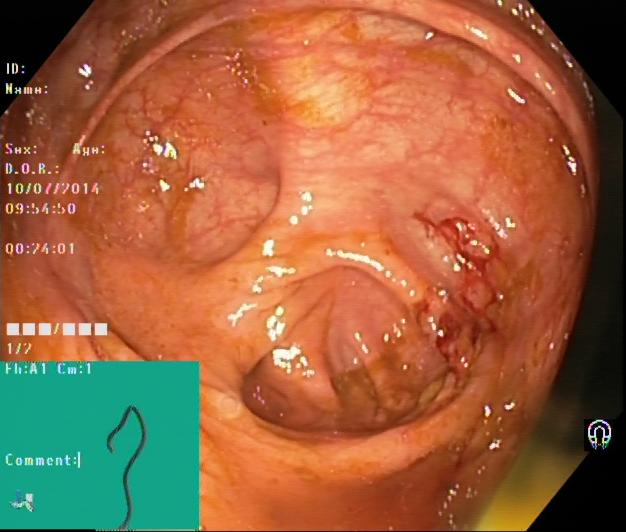 ID:
Name:
Sex: Age:
D.O.B.:
10/07/2014
09:54:50
00:24:01
1/2
Ph:A1 Cm:1
Comment: